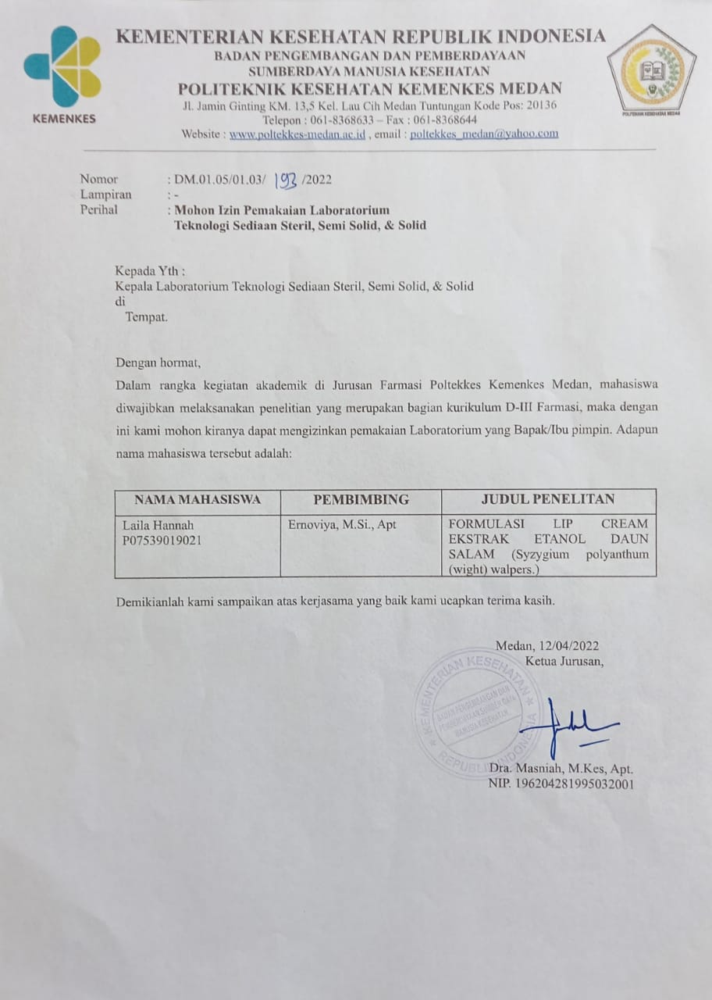 KEMENTERIAN KESEHATAN REPUBLIK INDONESIA
BADAN PENGEMBANGAN DAN PEMBERDAYAAN
SUMBERDAYA MANUSIA KESEHATAN
POLITEKNIK KESEHATAN KEMENKES MEDAN
Jl. Jamin Ginting KM. 13,5 Kel. Lau Cih Medan Tuntungan Kode Pos: 20136
Telepon : 061-8368633 – Fax : 061-8368644
Website : www.poltekkes-medan.ac.id , email : poltekkes_medan@yahoo.com
KEMENKES
POLITEKNIK KESEHATAN MEDAN
Nomor : DM.01.05/01.03/ 193 /2022
Lampiran : -
Perihal : Mohon Izin Pemakaian Laboratorium
Teknologi Sediaan Steril, Semi Solid, & Solid
Kepada Yth :
Kepala Laboratorium Teknologi Sediaan Steril, Semi Solid, & Solid
di
Tempat.
Dengan hormat,
Dalam rangka kegiatan akademik di Jurusan Farmasi Poltekkes Kemenkes Medan, mahasiswa
diwajibkan melaksanakan penelitian yang merupakan bagian kurikulum D-III Farmasi, maka dengan
ini kami mohon kiranya dapat mengizinkan pemakaian Laboratorium yang Bapak/Ibu pimpin. Adapun
nama mahasiswa tersebut adalah:
NAMA MAHASISWA PEMBIMBING JUDUL PENELITAN
Laila Hannah Ernoviya, M.Si., Apt FORMULASI LIP CREAM
P07539019021 EKSTRAK ETANOL DAUN
SALAM (Syzygium polyanthum
(wight) walpers.)
Demikianlah kami sampaikan atas kerjasama yang baik kami ucapkan terima kasih.
Medan, 12/04/2022
Ketua Jurusan,
KEMENTERIAN KESEHATAN
BADAN PENGEMBANGAN DAN
PEMBERDAYAAN SUMBER DAYA
MANUSIA KESEHATAN
REPUBLIK INDONESIA
Dra. Masniah, M.Kes, Apt.
NIP. 196204281995032001